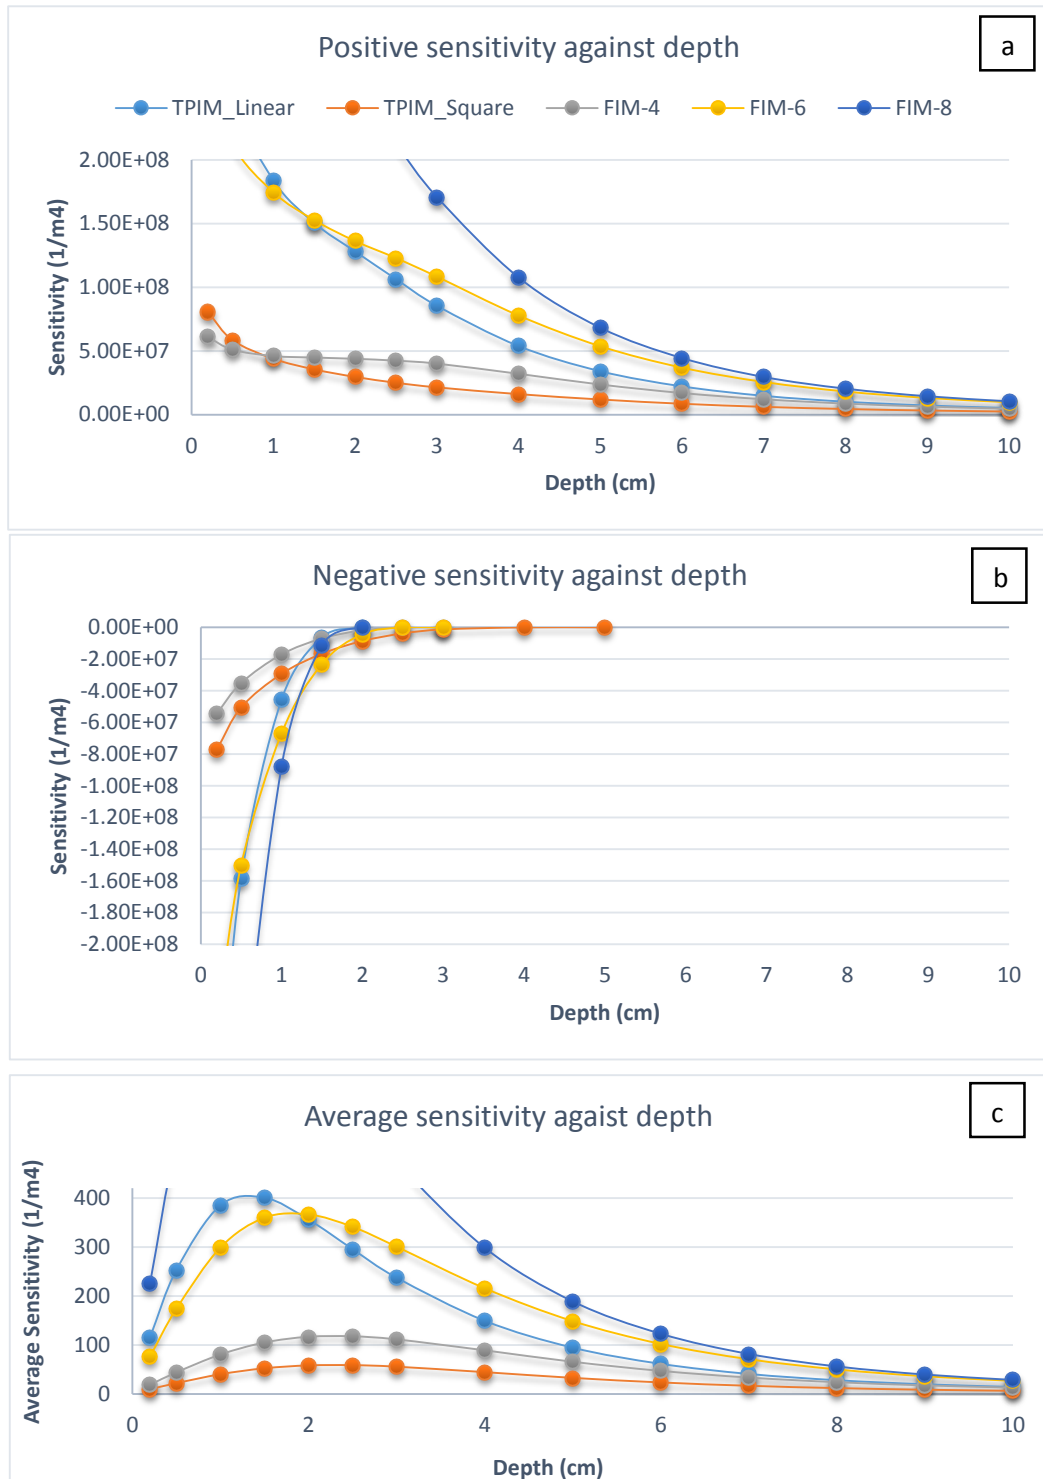 Positive sensitivity against depth
a
TPIM_Linear TPIM_Square FIM-4 FIM-6 FIM-8
Sensitivity (1/m4)
2.00E+08
1.50E+08
1.00E+08
5.00E+07
0.00E+00
0 1 2 3 4 5 6 7 8 9 10
Depth (cm)
Negative sensitivity against depth
b
Sensitivity (1/m4)
0.00E+00
-2.00E+07
-4.00E+07
-6.00E+07
-8.00E+07
-1.00E+08
-1.20E+08
-1.40E+08
-1.60E+08
-1.80E+08
-2.00E+08
0 1 2 3 4 5 6 7 8 9 10
Depth (cm)
Average sensitivity agaist depth
c
Average Sensitivity (1/m4)
400
300
200
100
0
0 2 4 6 8 10
Depth (cm)